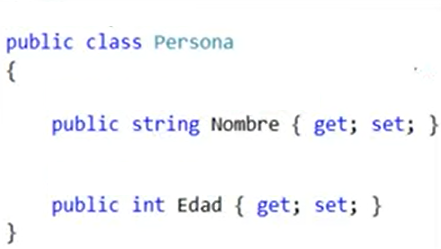 public class Persona
{
public string Nombre { get; set; }
public int Edad { get; set; }
}